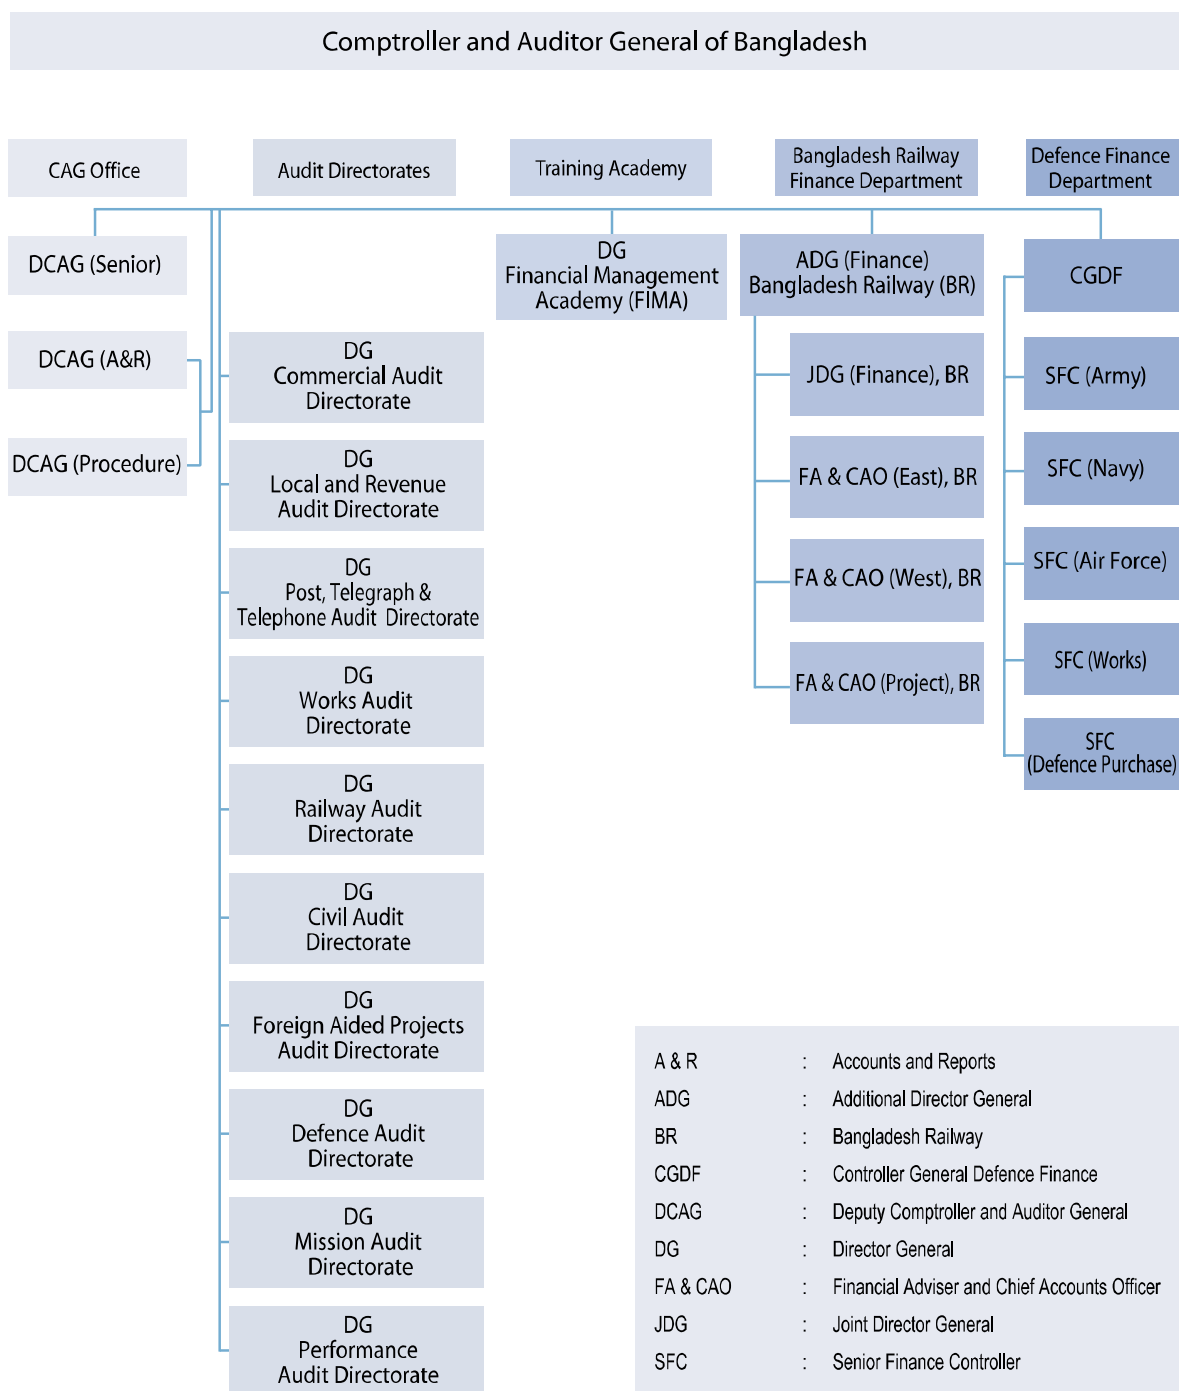 Comptroller and Auditor General of Bangladesh
CAG Office
DCAG (Senior)
DCAG (A&R)
DCAG (Procedure)
Audit Directorates
DG
Commercial Audit
Directorate
DG
Local and Revenue
Audit Directorate
DG
Post, Telegraph &
Telephone Audit Directorate
DG
Works Audit
Directorate
DG
Railway Audit
Directorate
DG
Civil Audit
Directorate
DG
Foreign Aided Projects
Audit Directorate
DG
Defence Audit
Directorate
DG
Mission Audit
Directorate
DG
Performance
Audit Directorate
Training Academy
DG
Financial Management
Academy (FIMA)
Bangladesh Railway
Finance Department
ADG (Finance)
Bangladesh Railway (BR)
JDG (Finance), BR
FA & CAO (East), BR
FA & CAO (West), BR
FA & CAO (Project), BR
Defence Finance
Department
CGDF
SFC (Army)
SFC (Navy)
SFC (Air Force)
SFC (Works)
SFC
(Defence Purchase)
A & R : Accounts and Reports
ADG : Additional Director General
BR : Bangladesh Railway
CGDF : Controller General Defence Finance
DCAG : Deputy Comptroller and Auditor General
DG : Director General
FA & CAO : Financial Adviser and Chief Accounts Officer
JDG : Joint Director General
SFC : Senior Finance Controller